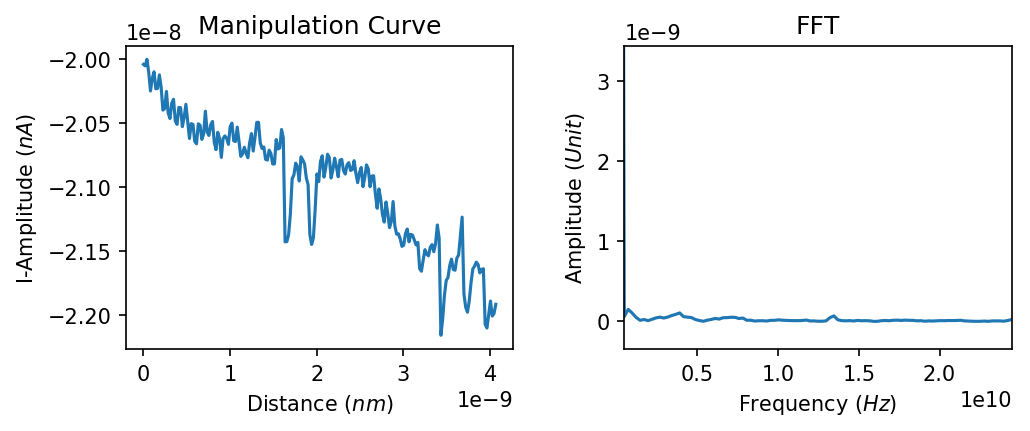 Manipulation Curve
1e−8
−2.00
−2.05
−2.10
−2.15
−2.20
I-Amplitude (nA)
0
1
2
3
4
1e−9
Distance (nm)
FFT
1e−9
3
2
1
0
Amplitude (Unit)
0.5
1.0
1.5
2.0
1e10
Frequency (Hz)